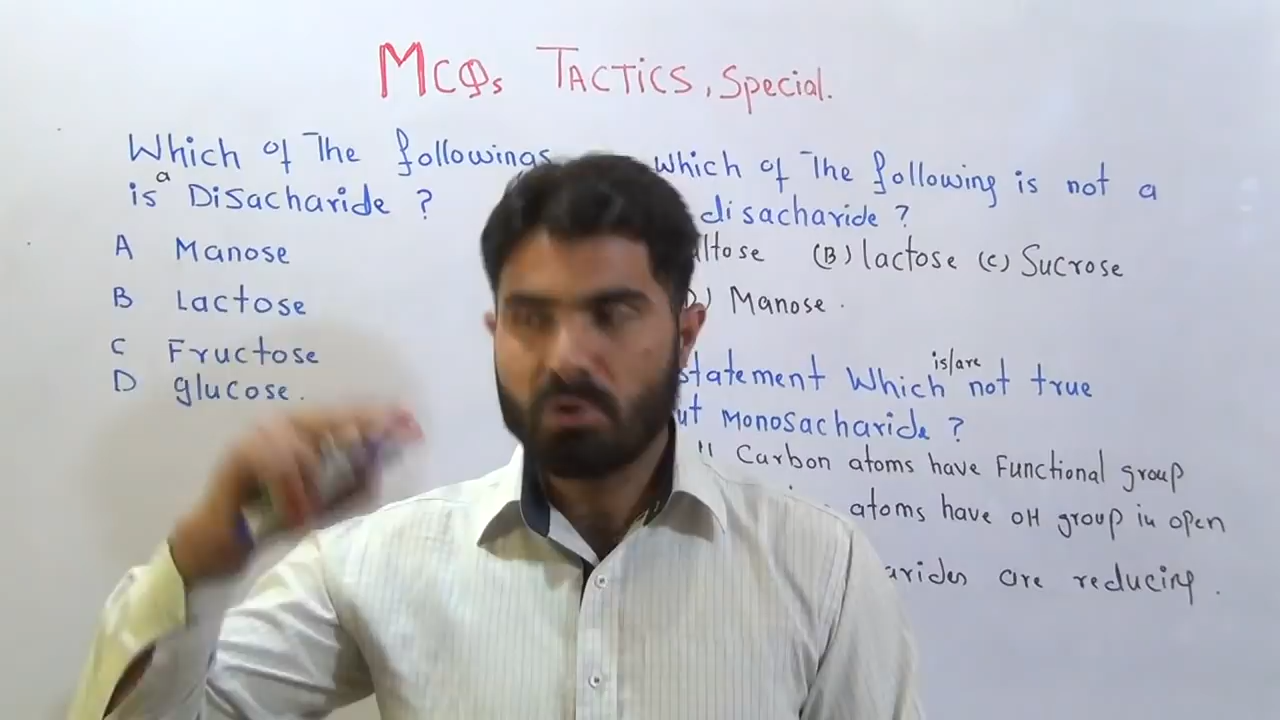 MCQs TACTICS, Special.
Which of The followings
is a Disacharide ?
A Manose
B Lactose
C Fructose
D glucose.
Which of The following is not a
disacharide ?
ltose (B) lactose (C) Sucrose
D) Manose.
statement Which is/are not true
ut Monosacharide ?
Carbon atoms have Functional group
atoms have OH group in open
arides are reducing.